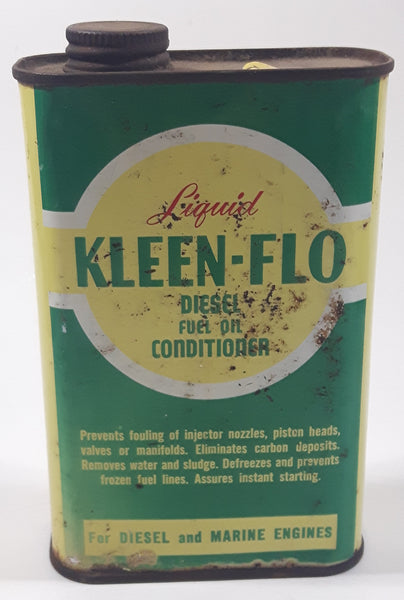 Liquid
KLEEN-FLO
DIESEL
FUEL OIL
CONDITIONER
Prevents fouling of injector nozzles, piston heads,
valves or manifolds. Eliminates carbon deposits.
Removes water and sludge. Defreezes and prevents
frozen fuel lines. Assures instant starting.
For DIESEL and MARINE ENGINES